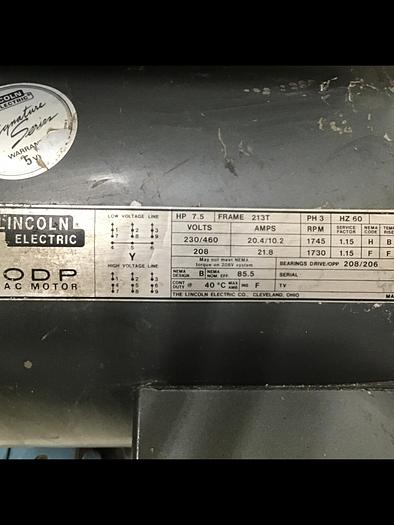 LINCOLN
ELECTRIC
Signature
Series
WARRAN
5 Y
LINCOLN
ELECTRIC
ODP
AC MOTOR
LOW VOLTAGE LINE
Y
HIGH VOLTAGE LINE
HP 7.5 FRAME 213T PH 3 HZ 60
VOLTS AMPS RPM SERVICE FACTOR NEMA CODE TEMP RISE
230/460 20.4/10.2 1745 1.15 H B
208 21.8 1730 1.15 F F
May not meet NEMA
torque on 208V system
BEARINGS DRIVE/OPP 208/206
NEMA DESIGN B NEMA NOM. EFF. 85.5 SERIAL
CONT DUTY @ 40°C MAX AMB INS F TV
THE LINCOLN ELECTRIC CO., CLEVELAND, OHIO
MA